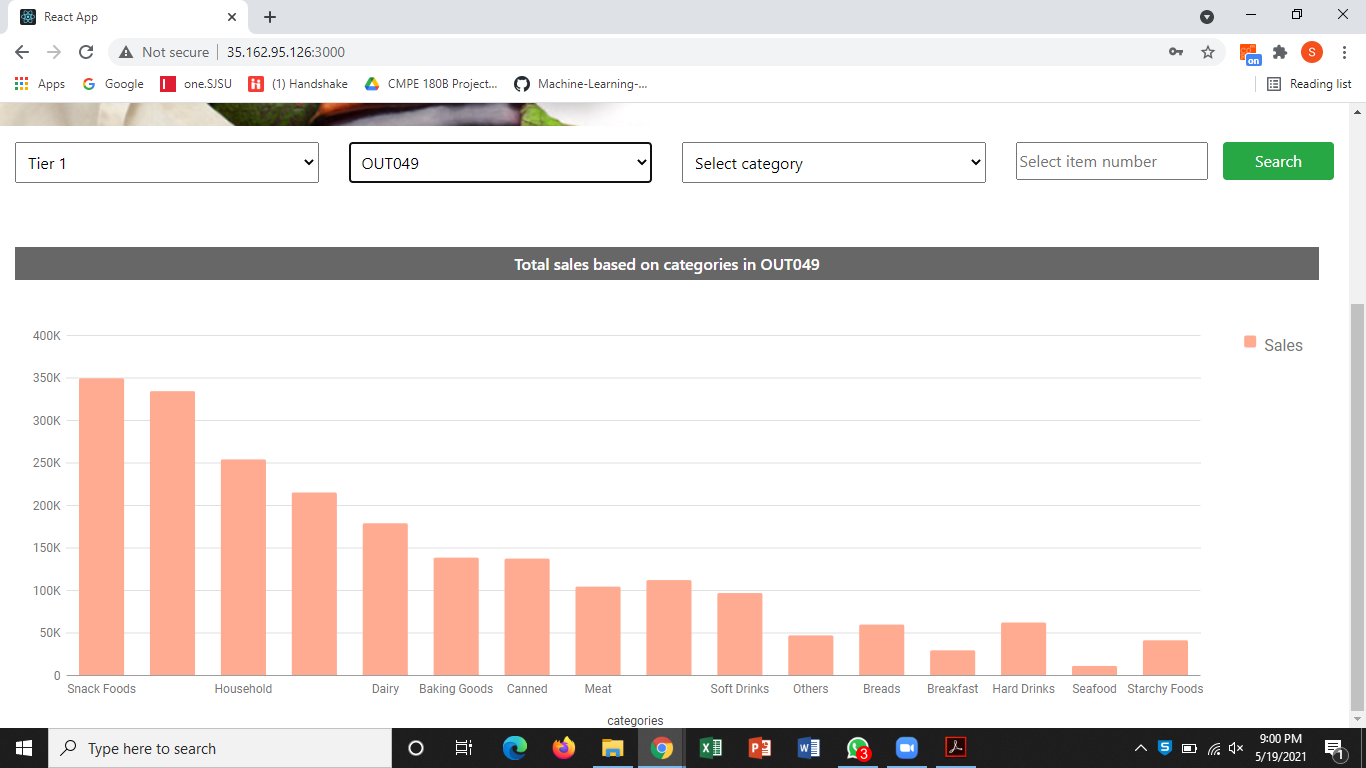 React App
Not secure
35.162.95.126:3000
S
on
Apps
Google
one.SJSU
(1) Handshake
CMPE 180B Project...
Machine-Learning-...
Reading list
Tier 1
OUT049
Select category
Select item number
Search
Total sales based on categories in OUT049
400K
350K
300K
250K
200K
150K
100K
50K
0
Sales
Snack Foods
Household
Dairy
Baking Goods
Canned
Meat
Soft Drinks
Others
Breads
Breakfast
Hard Drinks
Seafood
Starchy Foods
categories
Type here to search
3
9:00 PM
5/19/2021
1